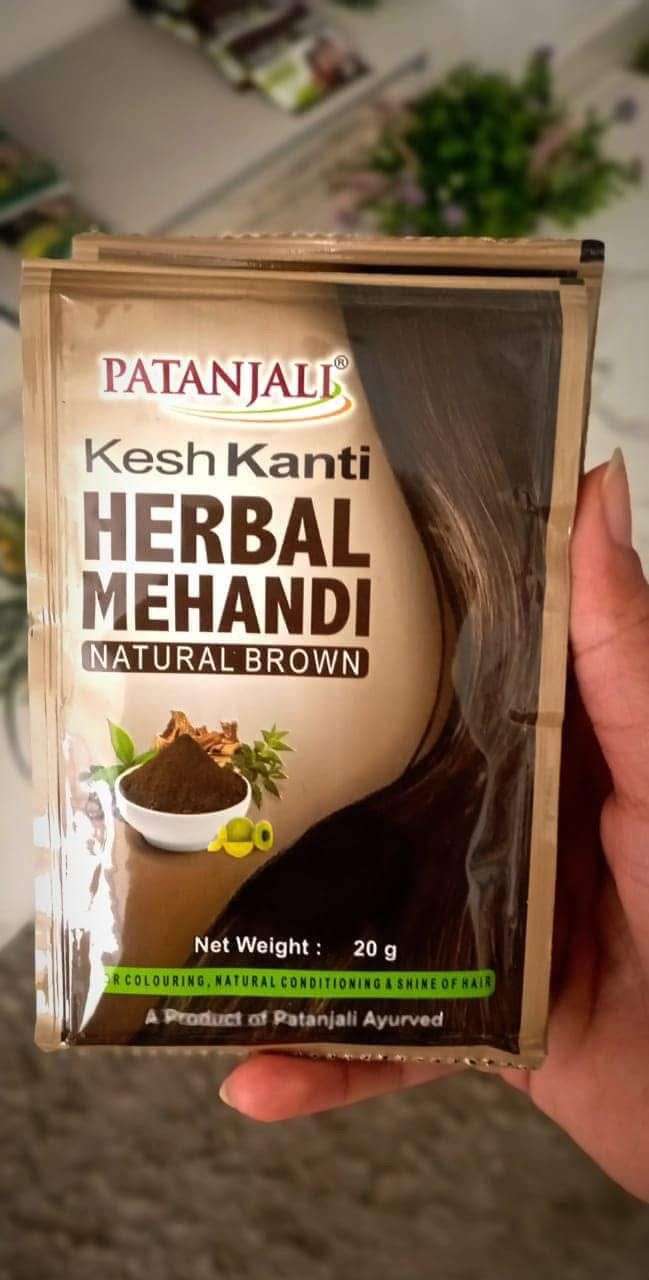 PATANJALI®
Kesh Kanti
HERBAL
MEHANDI
NATURAL BROWN
Net Weight : 20 g
OR COLOURING, NATURAL CONDITIONING & SHINE OF HAIR
A Product of Patanjali Ayurved